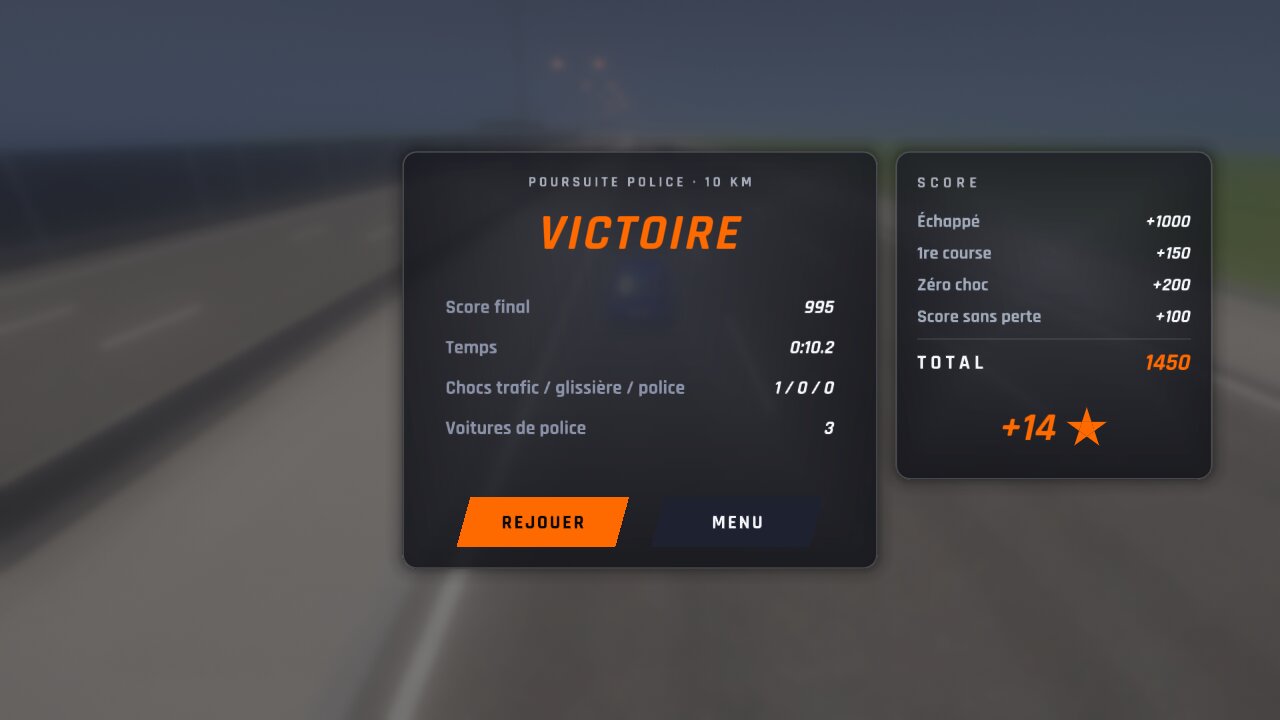 POURSUITE POLICE · 10 KM
VICTOIRE
Score final 995
Temps 0:10.2
Chocs trafic / glissière / police 1 / 0 / 0
Voitures de police 3
REJOUER MENU
SCORE
Échappé +1000
1re course +150
Zéro choc +200
Score sans perte +100
TOTAL 1450
+14 ★